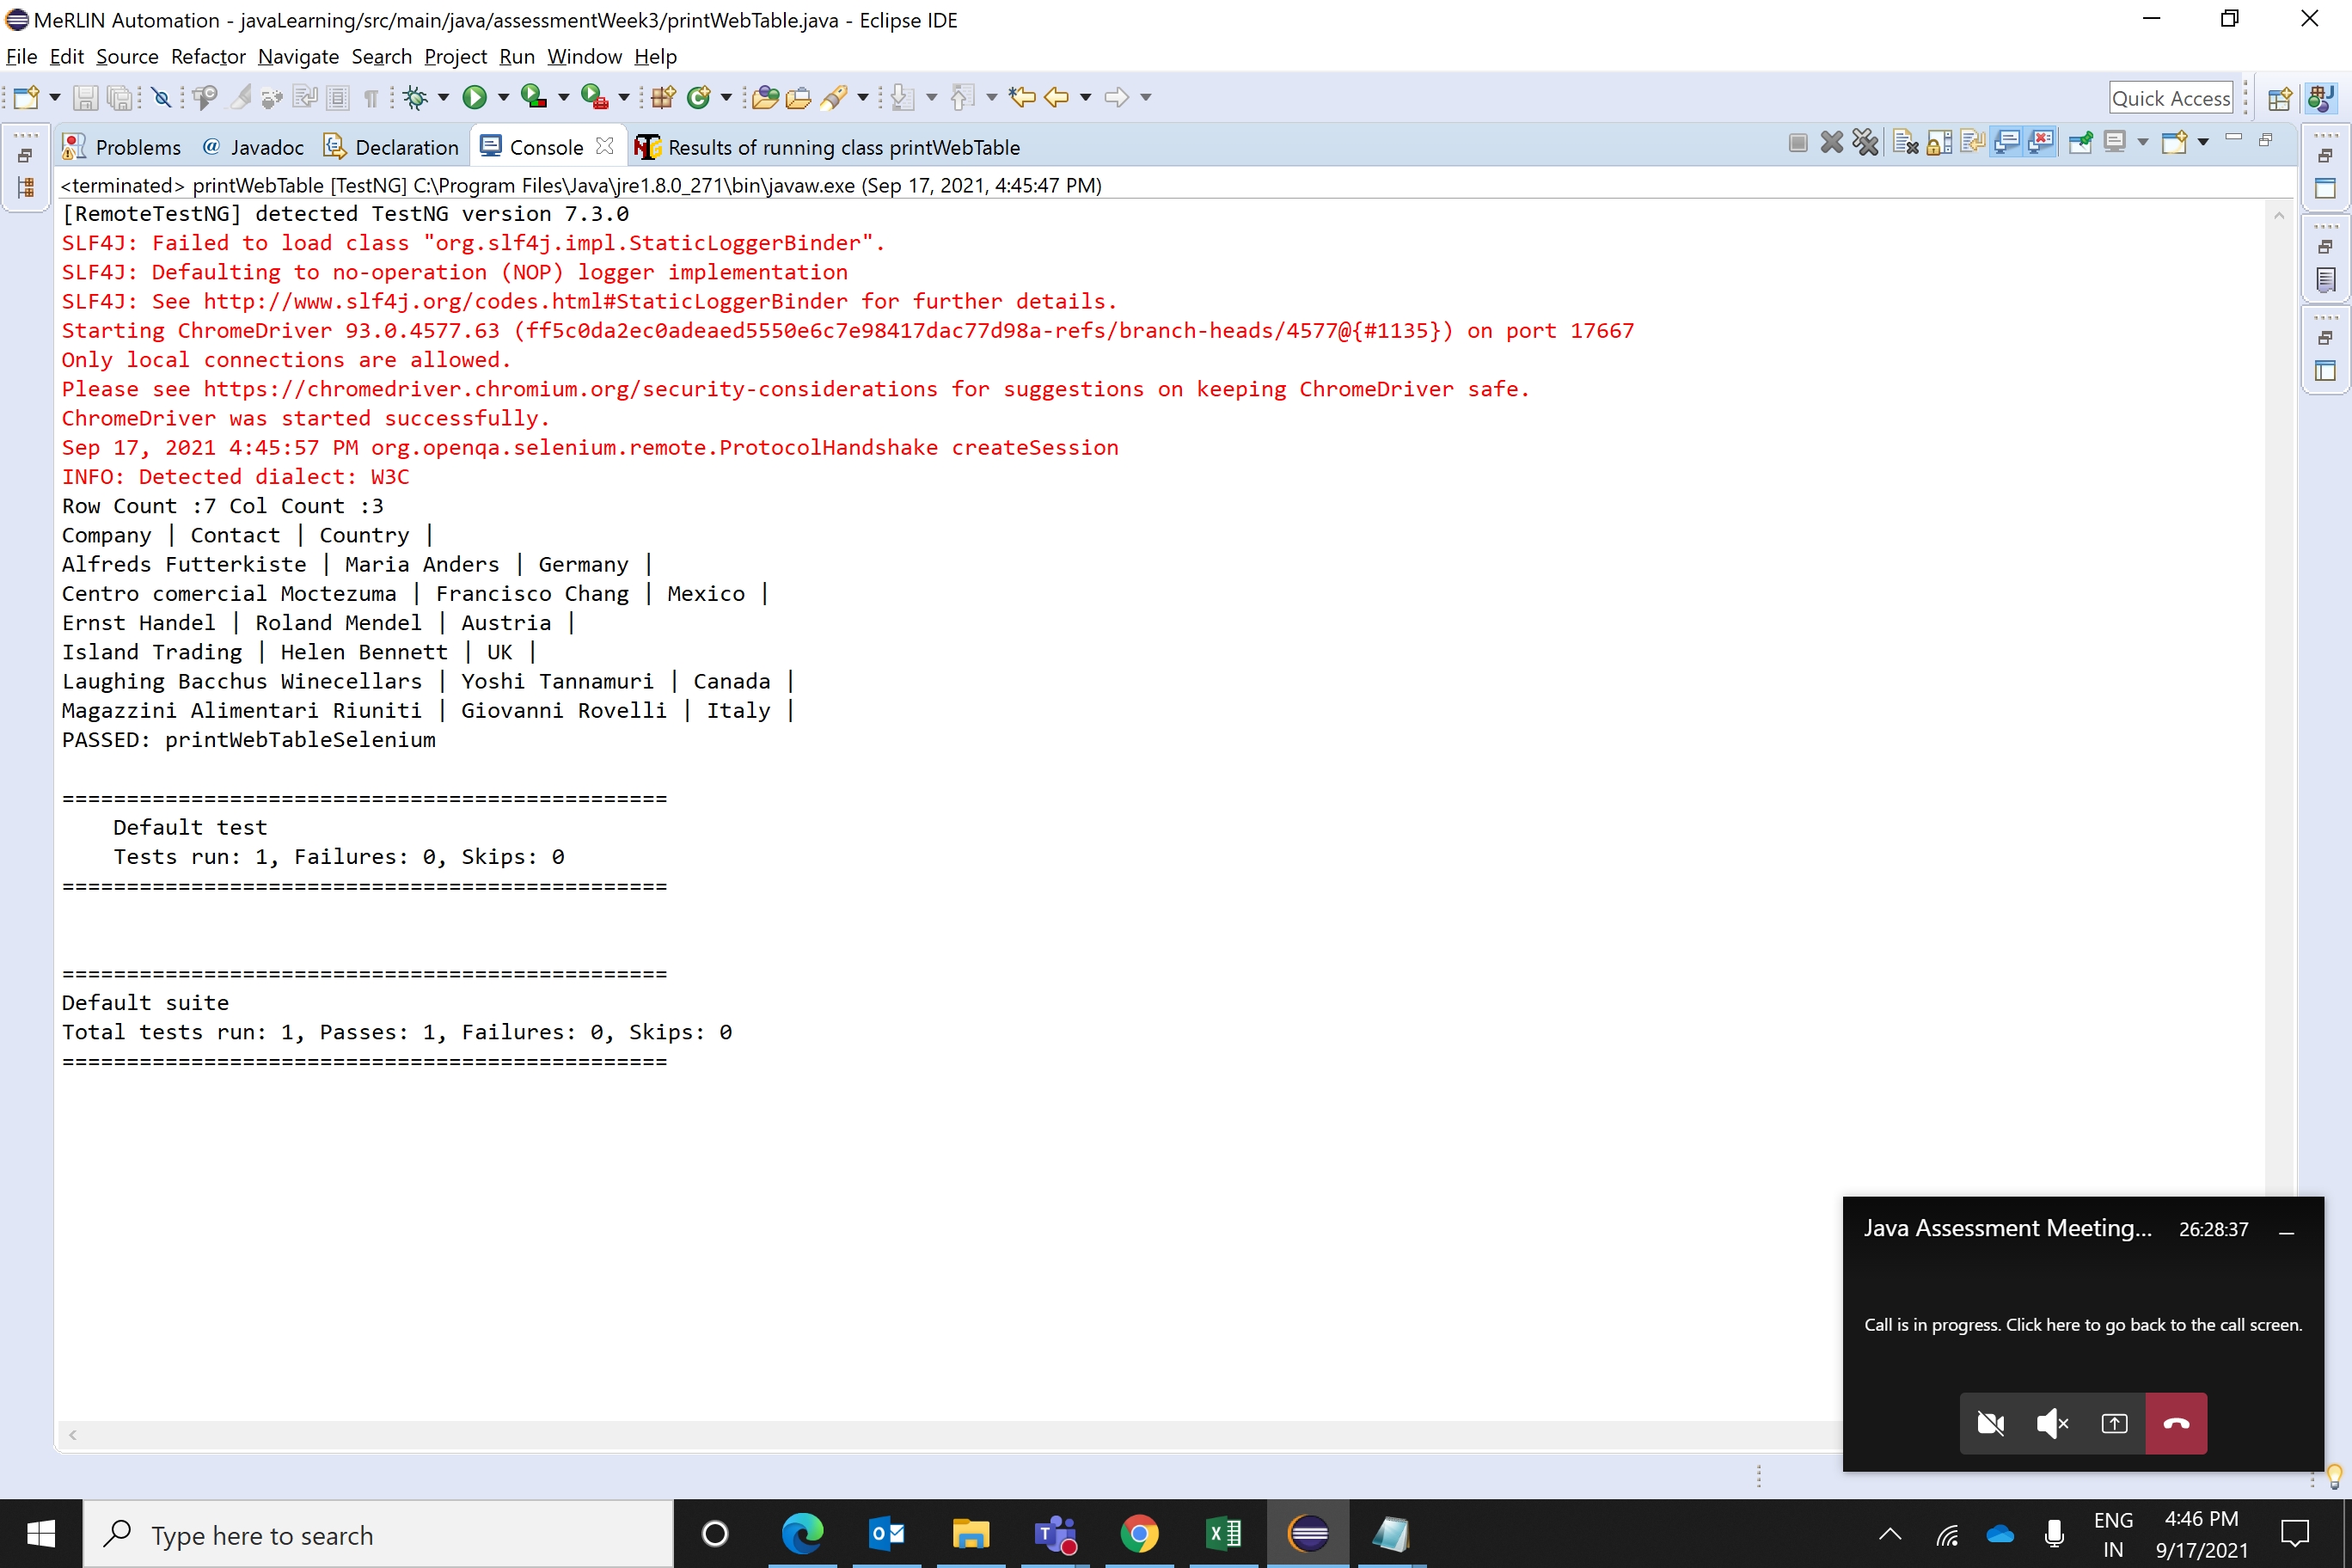 MeRLIN Automation - javaLearning/src/main/java/assessmentWeek3/printWebTable.java - Eclipse IDE
File Edit Source Refactor Navigate Search Project Run Window Help
Quick Access
Problems @ Javadoc Declaration Console Results of running class printWebTable
<terminated> printWebTable [TestNG] C:\Program Files\Java\jre1.8.0_271\bin\javaw.exe (Sep 17, 2021, 4:45:47 PM)
[RemoteTestNG] detected TestNG version 7.3.0
SLF4J: Failed to load class "org.slf4j.impl.StaticLoggerBinder".
SLF4J: Defaulting to no-operation (NOP) logger implementation
SLF4J: See http://www.slf4j.org/codes.html#StaticLoggerBinder for further details.
Starting ChromeDriver 93.0.4577.63 (ff5c0da2ec0adeaed5550e6c7e98417dac77d98a-refs/branch-heads/4577@{#1135}) on port 17667
Only local connections are allowed.
Please see https://chromedriver.chromium.org/security-considerations for suggestions on keeping ChromeDriver safe.
ChromeDriver was started successfully.
Sep 17, 2021 4:45:57 PM org.openqa.selenium.remote.ProtocolHandshake createSession
INFO: Detected dialect: W3C
Row Count :7 Col Count :3
Company | Contact | Country |
Alfreds Futterkiste | Maria Anders | Germany |
Centro comercial Moctezuma | Francisco Chang | Mexico |
Ernst Handel | Roland Mendel | Austria |
Island Trading | Helen Bennett | UK |
Laughing Bacchus Winecellars | Yoshi Tannamuri | Canada |
Magazzini Alimentari Riuniti | Giovanni Rovelli | Italy |
PASSED: printWebTableSelenium
===============================================
Default test
Tests run: 1, Failures: 0, Skips: 0
===============================================
===============================================
Default suite
Total tests run: 1, Passes: 1, Failures: 0, Skips: 0
===============================================
Java Assessment Meeting... 26:28:37
Call is in progress. Click here to go back to the call screen.
Type here to search
ENG
IN
4:46 PM
9/17/2021